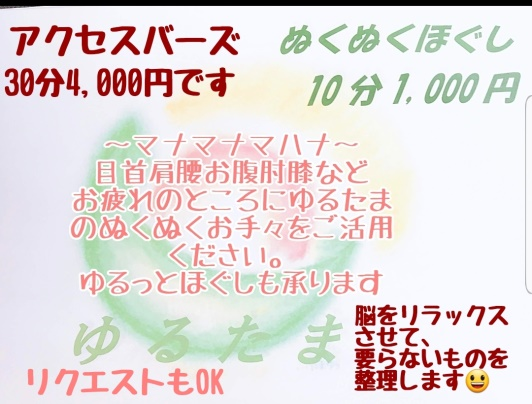 アクセスバーズ
30分4,000円です
ぬくぬくほぐし
10分1,000円
～マナマナマハナ～
目首肩腰お腹肘膝など
お疲れのところにゆるたま
のぬくぬくお手々をご活用
ください。
ゆるっとほぐしも承ります
ゆるたま
リクエストもOK
脳をリラックス
させて、
要らないものを
整理します😀